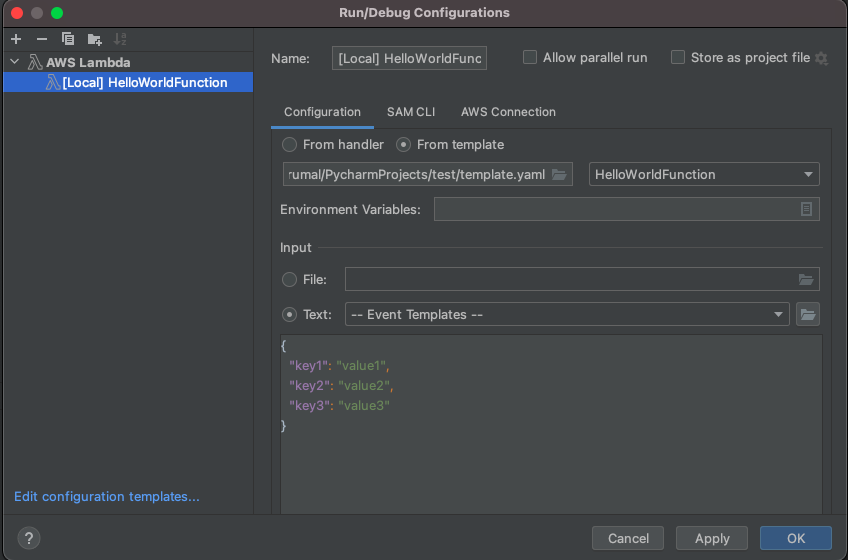 Run/Debug Configurations
AWS Lambda
[Local] HelloWorldFunction
Name: [Local] HelloWorldFunc Allow parallel run Store as project file
Configuration SAM CLI AWS Connection
From handler From template
rumal/PycharmProjects/test/template.yaml HelloWorldFunction
Environment Variables:
Input
File:
Text: -- Event Templates --
{
"key1": "value1",
"key2": "value2",
"key3": "value3"
}
Edit configuration templates...
? Cancel Apply OK